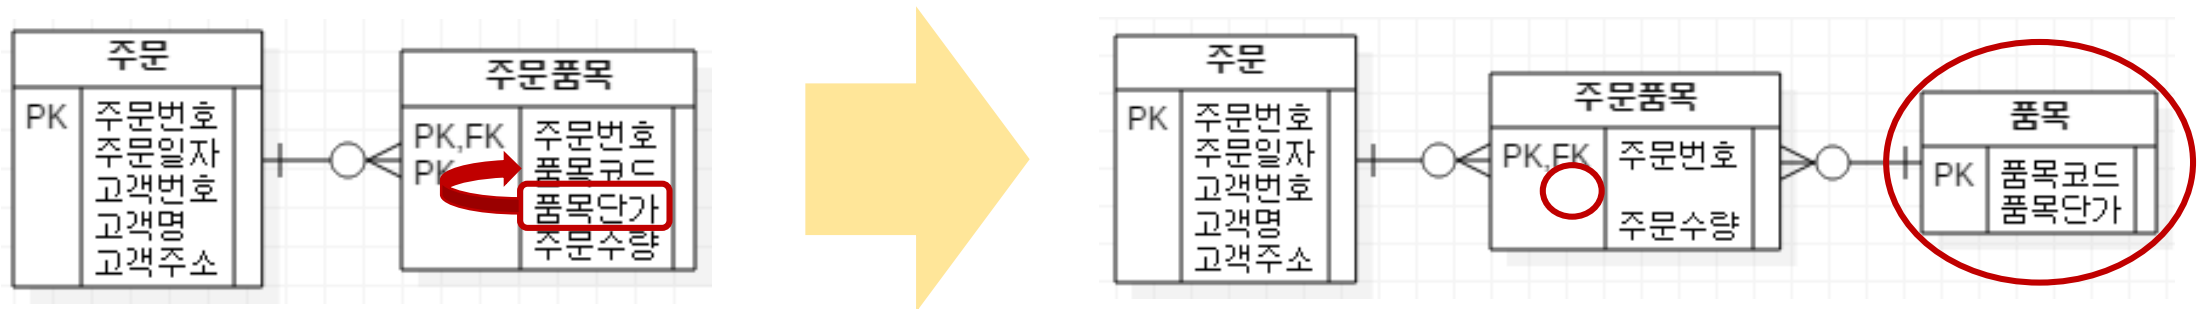 주문
PK
주문번호
주문일자
고객번호
고객명
고객주소
주문품목
PK,FK
주문번호
PK
품목코드
품목단가
주문수량
주문
PK
주문번호
주문일자
고객번호
고객명
고객주소
주문품목
PK,FK
주문번호
주문수량
품목
PK
품목코드
품목단가